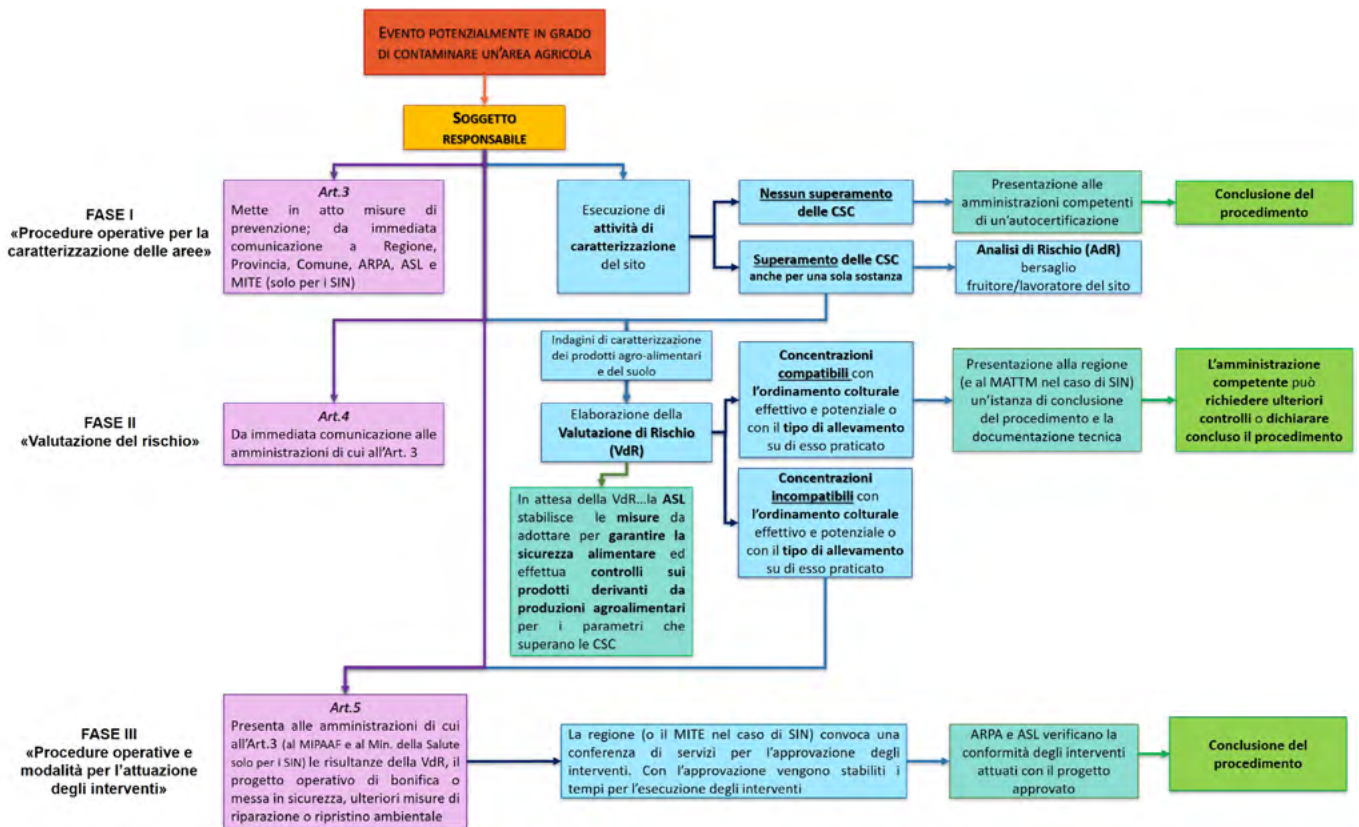 EVENTO POTENZIALMENTE IN GRADO
DI CONTAMINARE UN'AREA AGRICOLA
SOGGETTO
RESPONSABILE
FASE I
«Procedure operative per la
caratterizzazione delle aree»
Art.3
Mette in atto misure di
prevenzione; da immediata
comunicazione a Regione,
Provincia, Comune, ARPA, ASL e
MITE (solo per i SIN)
Esecuzione di
attività di
caratterizzazione
del sito
Nessun superamento
delle CSC
Presentazione alle
amministrazioni competenti
di un'autocertificazione
Conclusione del
procedimento
Superamento delle CSC
anche per una sola sostanza
Analisi di Rischio (AdR)
bersaglio
fruitore/lavoratore del sito
FASE II
«Valutazione del rischio»
Art.4
Da immediata comunicazione alle
amministrazioni di cui all'Art. 3
Indagini di caratterizzazione
dei prodotti agro-alimentari
e del suolo
Elaborazione della
Valutazione di Rischio
(VdR)
In attesa della VdR...la ASL
stabilisce le misure da
adottare per garantire la
sicurezza alimentare ed
effettua controlli sui
prodotti derivanti da
produzioni agroalimentari
per i parametri che
superano le CSC
Concentrazioni
compatibili con
l'ordinamento colturale
effettivo e potenziale o
con il tipo di allevamento
su di esso praticato
Presentazione alla regione
(e al MATTM nel caso di SIN)
un'istanza di conclusione
del procedimento e la
documentazione tecnica
L'amministrazione
competente può
richiedere ulteriori
controlli o dichiarare
concluso il procedimento
Concentrazioni
incompatibili con
l'ordinamento colturale
effettivo e potenziale o
con il tipo di allevamento
su di esso praticato
FASE III
«Procedure operative e
modalità per l'attuazione
degli interventi»
Art.5
Presenta alle amministrazioni di cui
all'Art.3 (al MIPAAF e al Min. della Salute
solo per i SIN) le risultanze della VdR, il
progetto operativo di bonifica o
messa in sicurezza, ulteriori misure di
riparazione o ripristino ambientale
La regione (o il MITE nel caso di SIN) convoca una
conferenza di servizi per l'approvazione degli
interventi. Con l'approvazione vengono stabiliti i
tempi per l'esecuzione degli interventi
ARPA e ASL verificano la
conformità degli interventi
attuati con il progetto
approvato
Conclusione del
procedimento